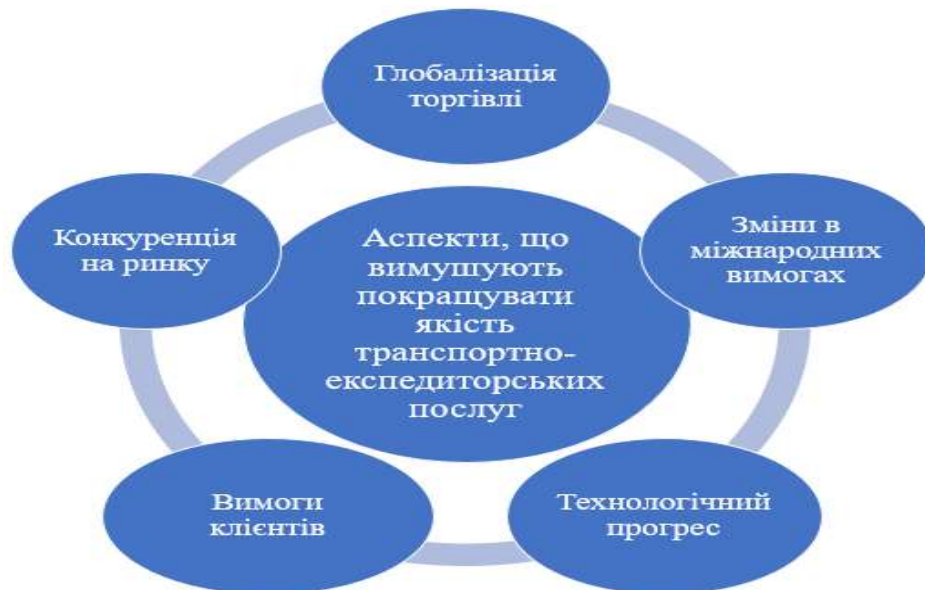 Глобалізація
торгівлі
Зміни в
міжнародних
вимогах
Технологічний
прогрес
Вимоги
клієнтів
Конкуренція
на ринку
Аспекти, що
вимушують
покращувати
якість
транспортно-
експедиторських
послуг